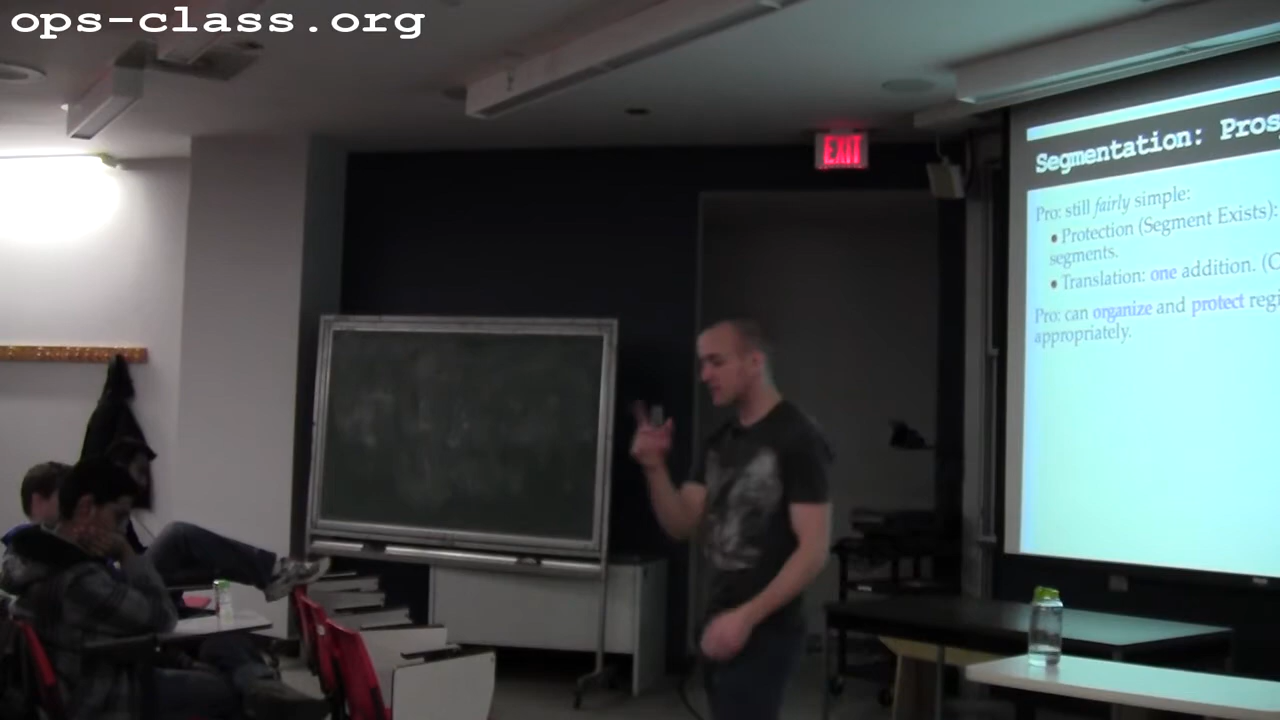 ops-class.org
EXIT
Segmentation: Pros
Pro: still fairly simple:
• Protection (Segment Exists):
segments.
• Translation: one addition. (C
Pro: can organize and protect regi
appropriately.